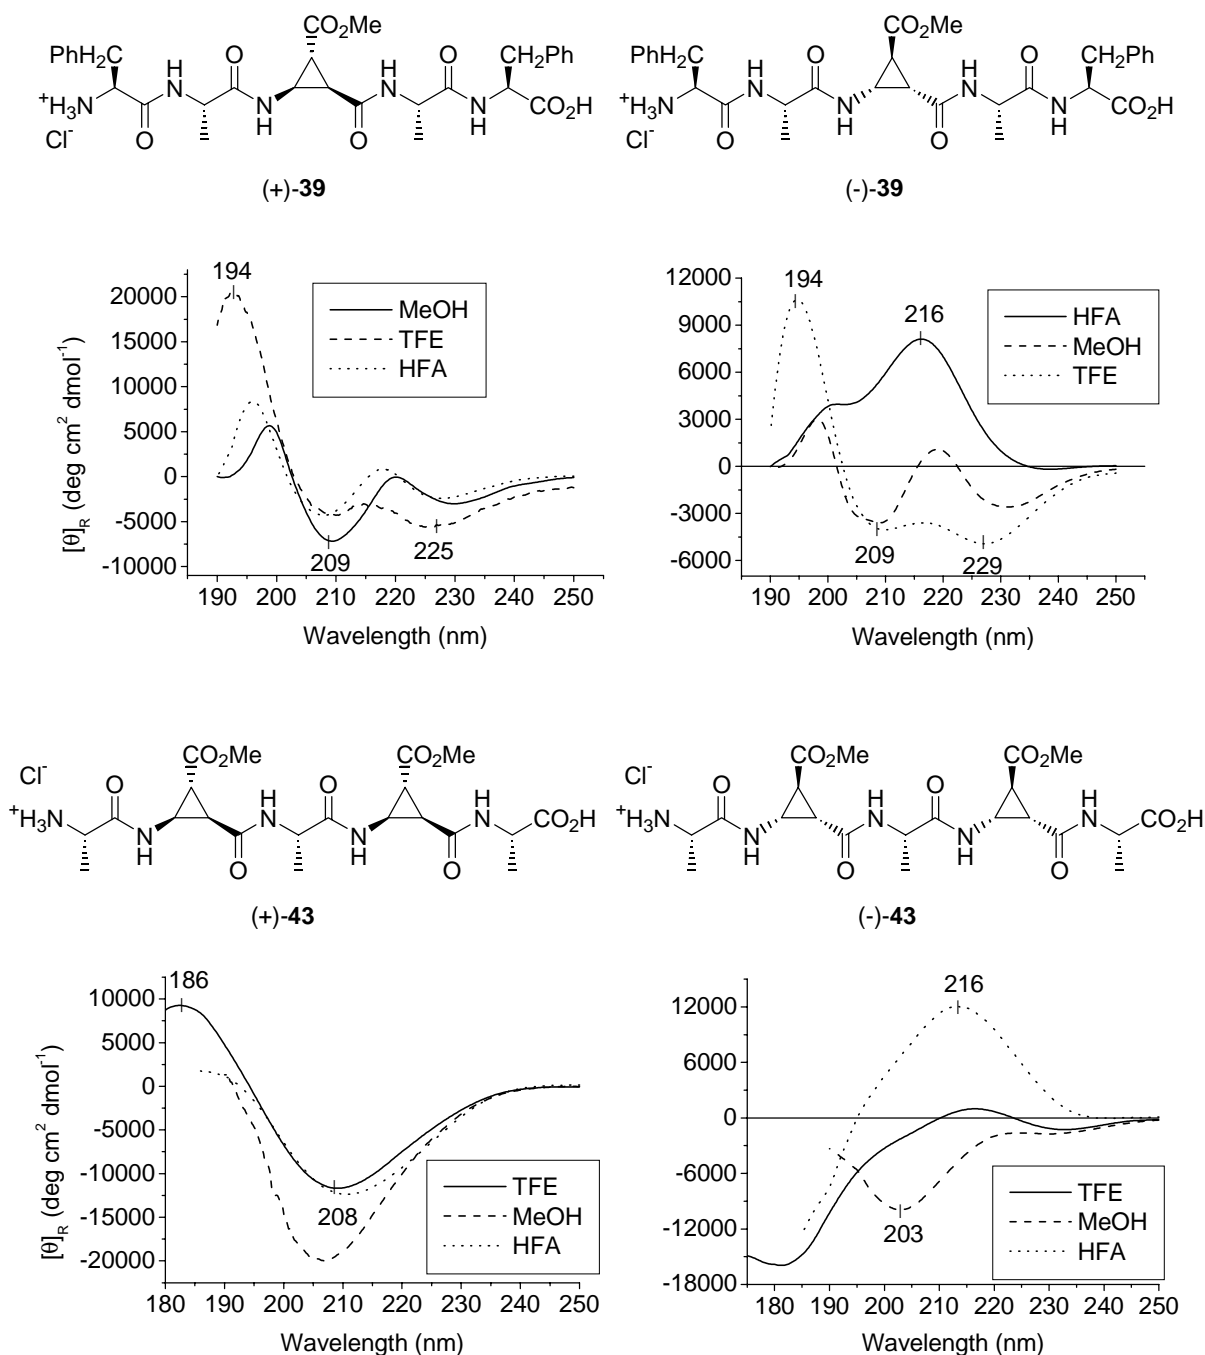 CO2Me
CO2Me
PhH2C
O
O
CH2Ph
PhH2C
O
O
CH2Ph
H
N
H
N
H
N
H
N
+H3N
N
H
N
H
CO2H
+H3N
N
H
N
H
CO2H
Cl-
O
O
Cl-
O
O
(+)-39
(-)-39
194
20000
15000
10000
5000
0
-5000
-10000
MeOH
TFE
HFA
209
225
[θ]R (deg cm2 dmol-1)
190 200 210 220 230 240 250
Wavelength (nm)
12000
9000
6000
3000
0
-3000
-6000
194
216
HFA
MeOH
TFE
209
229
190 200 210 220 230 240 250
Wavelength (nm)
CO2Me
CO2Me
CO2Me
CO2Me
Cl-
O
H
N
O
H
N
CO2H
+H3N
N
H
O
N
H
O
Cl-
O
H
N
O
H
N
CO2H
+H3N
N
H
O
N
H
O
(+)-43
(-)-43
186
10000
5000
0
-5000
-10000
-15000
-20000
208
TFE
MeOH
HFA
[θ]R (deg cm2 dmol-1)
180 190 200 210 220 230 240 250
Wavelength (nm)
216
12000
6000
0
-6000
-12000
-18000
203
TFE
MeOH
HFA
180 190 200 210 220 230 240 250
Wavelength (nm)